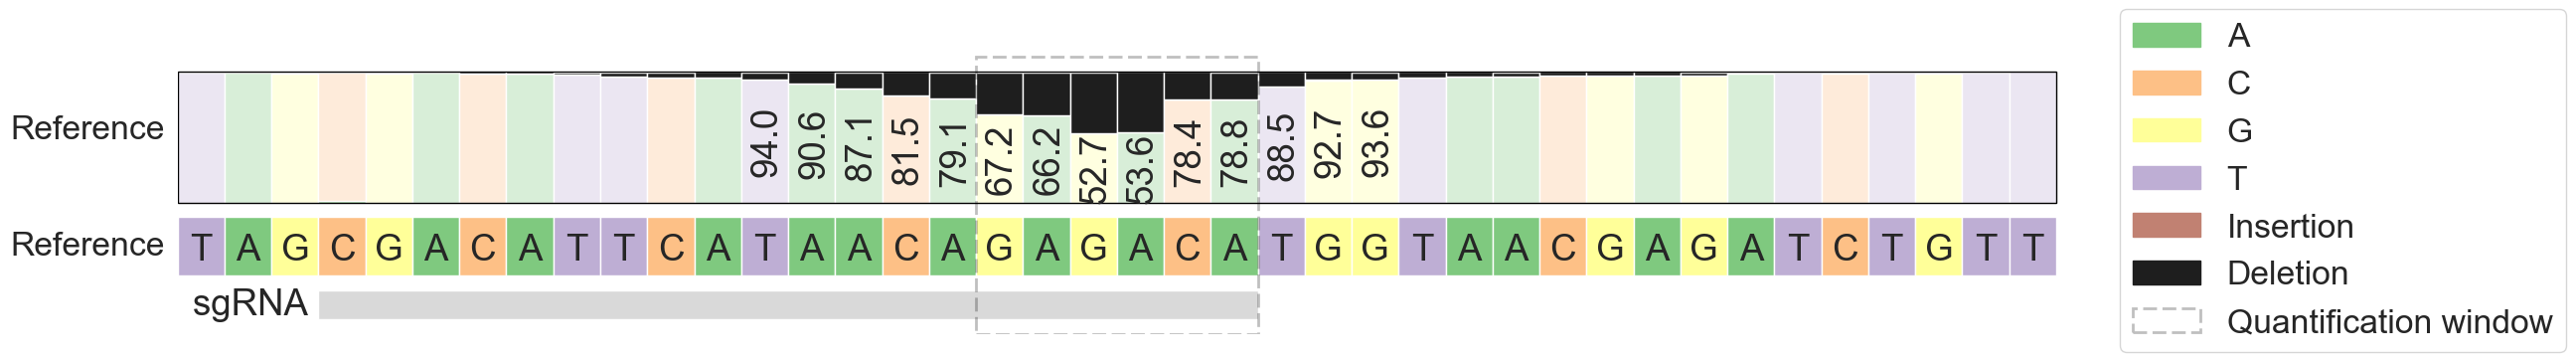 Reference
94.0 90.6 87.1 81.5 79.1 67.2 66.2 52.7 53.6 78.4 78.8 88.5 92.7 93.6
Reference T A G C G A C A T T C A T A A C A G A G A C A T G G T A A C G A G A T C T G T T
sgRNA
A
C
G
T
Insertion
Deletion
Quantification window